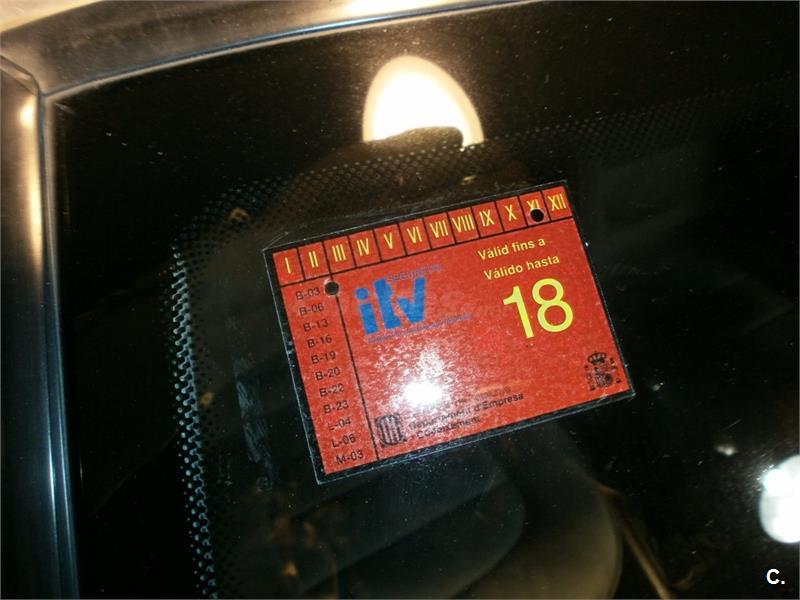 I II III IV V VI VII VIII IX X XI XII
Vàlid fins a
Válido hasta
18
itv
B-03
B-06
B-13
B-16
B-19
B-20
B-22
B-23
L-04
L-06
M-03
Departament d'Empresa
i Coneixement
C.